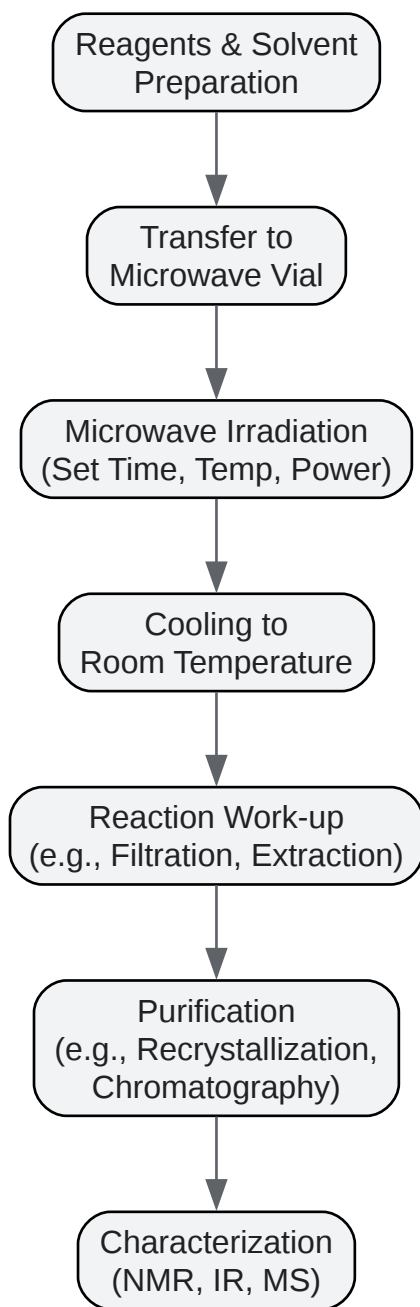 Reagents & Solvent
Preparation
Transfer to
Microwave Vial
Microwave Irradiation
(Set Time, Temp, Power)
Cooling to
Room Temperature
Reaction Work-up
(e.g., Filtration, Extraction)
Purification
(e.g., Recrystallization,
Chromatography)
Characterization
(NMR, IR, MS)